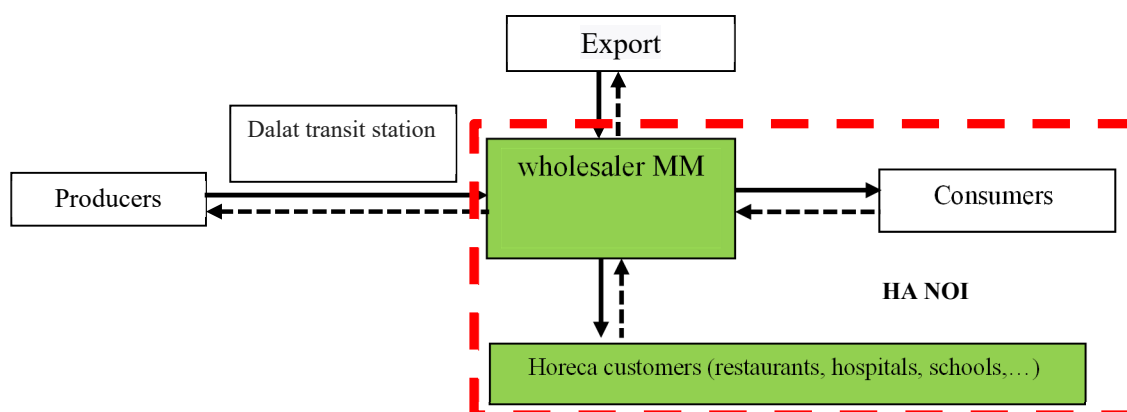 Export
Dalat transit station
wholesaler MM
Producers
Consumers
HA NOI
Horeca customers (restaurants, hospitals, schools,…)